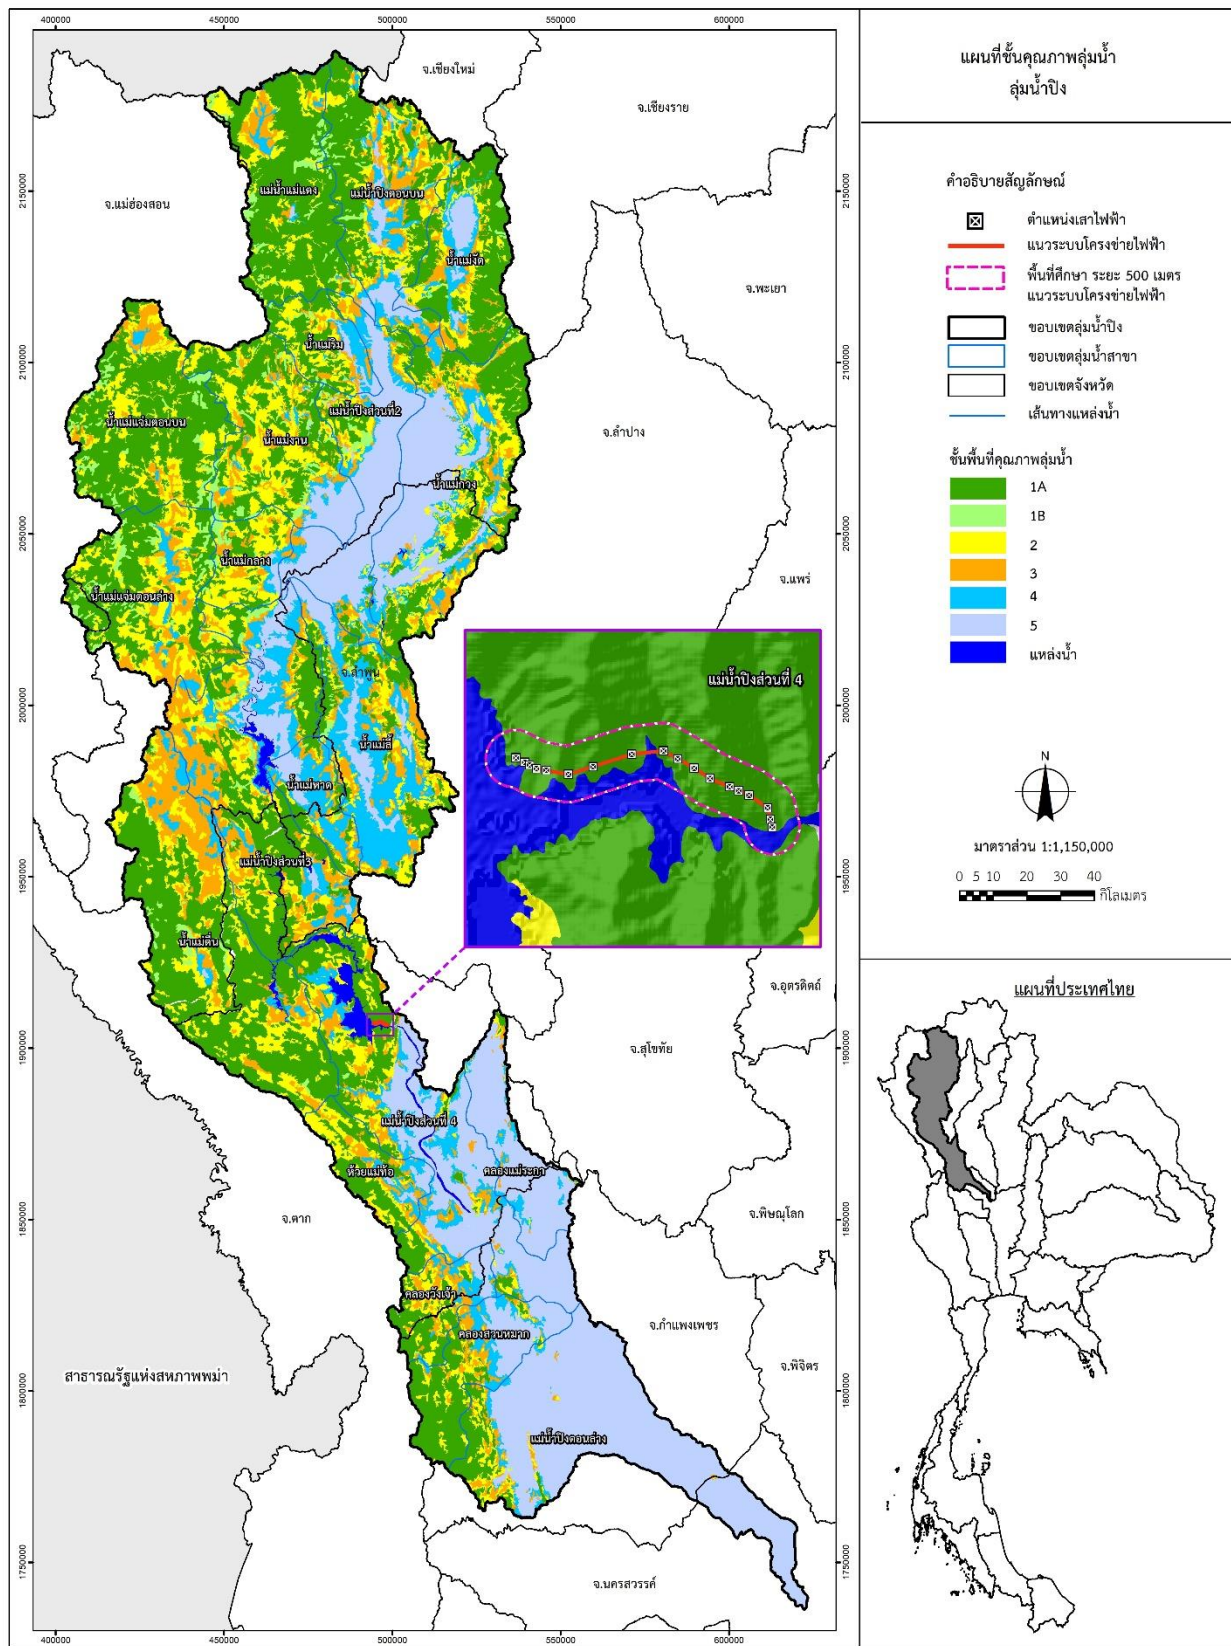 400000 450000 500000 550000 600000
แผนที่ชั้นคุณภาพลุ่มน้ำ
ลุ่มน้ำปิง
จ.เชียงใหม่
จ.เชียงราย
คำอธิบายสัญลักษณ์
ตำแหน่งเสาไฟฟ้า
แนวระบบโครงข่ายไฟฟ้า
พื้นที่ศึกษา ระยะ 500 เมตร
แนวระบบโครงข่ายไฟฟ้า
ขอบเขตลุ่มน้ำปิง
ขอบเขตลุ่มน้ำสาขา
ขอบเขตจังหวัด
เส้นทางแหล่งน้ำ
ชั้นพื้นที่คุณภาพลุ่มน้ำ
1A
1B
2
3
4
5
แหล่งน้ำ
N
มาตราส่วน 1:1,150,000
0 5 10 20 30 40
กิโลเมตร
แผนที่ประเทศไทย
2150000
2100000
2050000
2000000
1950000
1900000
1850000
1800000
1750000
2150000
2100000
2050000
2000000
1950000
1900000
1850000
1800000
1750000
แม่น้ำแม่แตง
แม่น้ำปิงตอนบน
จ.แม่ฮ่องสอน
น้ำแม่งัด
จ.พะเยา
น้ำแม่ริม
น้ำแม่แจ่มตอนบน
แม่น้ำปิงส่วนที่2
น้ำแม่งาน
จ.ลำปาง
น้ำแม่กวง
น้ำแม่กลาง
จ.แพร่
น้ำแม่แจ่มตอนล่าง
จ.ลำพูน
แม่น้ำปิงส่วนที่ 4
น้ำแม่ลี้
น้ำแม่หาด
แม่น้ำปิงส่วนที่3
น้ำแม่ตื่น
จ.อุตรดิตถ์
จ.สุโขทัย
แม่น้ำปิงส่วนที่ 4
ห้วยแม่ท้อ
คลองแม่ระกา
จ.ตาก
จ.พิษณุโลก
คลองวังเจ้า
คลองสวนหมาก
จ.กำแพงเพชร
จ.พิจิตร
สาธารณรัฐแห่งสหภาพพม่า
แม่น้ำปิงตอนล่าง
จ.นครสวรรค์
400000 450000 500000 550000 600000